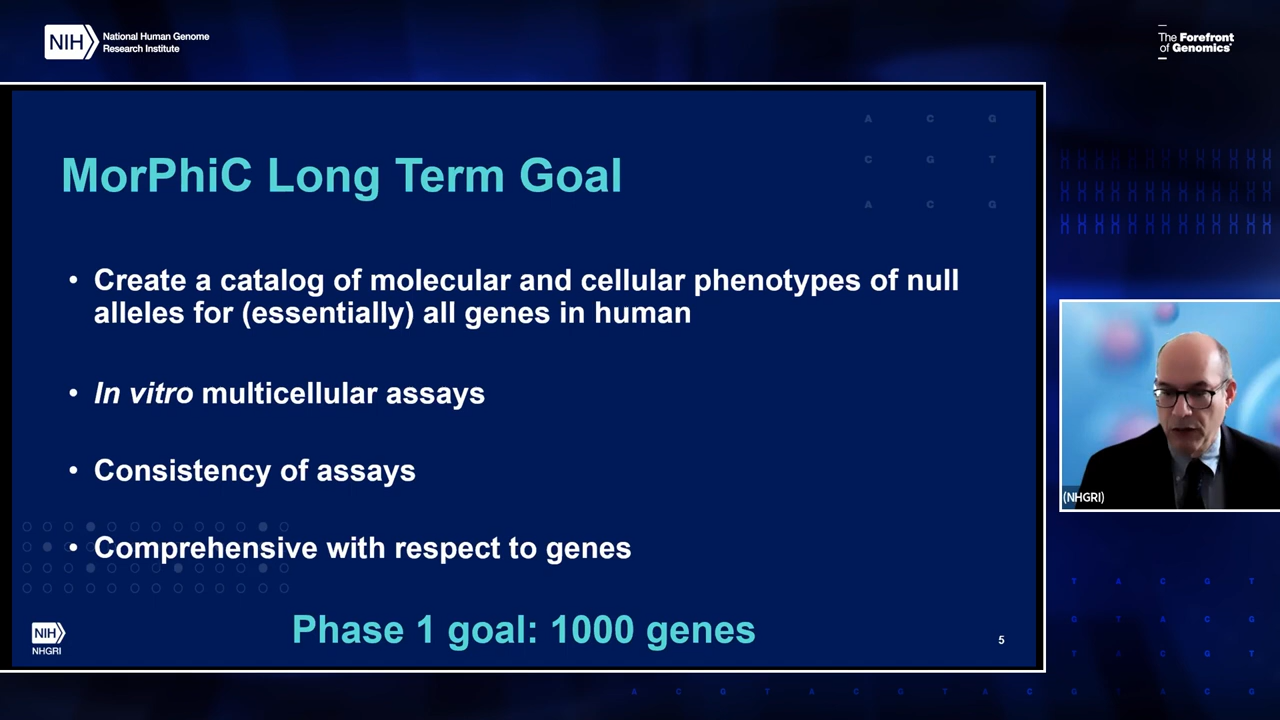 NIH
National Human Genome
Research Institute
The Forefront
of Genomics®
A C G
C G T
A C G
MorPhiC Long Term Goal
• Create a catalog of molecular and cellular phenotypes of null
alleles for (essentially) all genes in human
• In vitro multicellular assays
• Consistency of assays
• Comprehensive with respect to genes
Phase 1 goal: 1000 genes
NIH
NHGRI
5
(NHGRI)
T A C G T
G T A C G
T A C G T
A C G T A C G T A C G T A C G